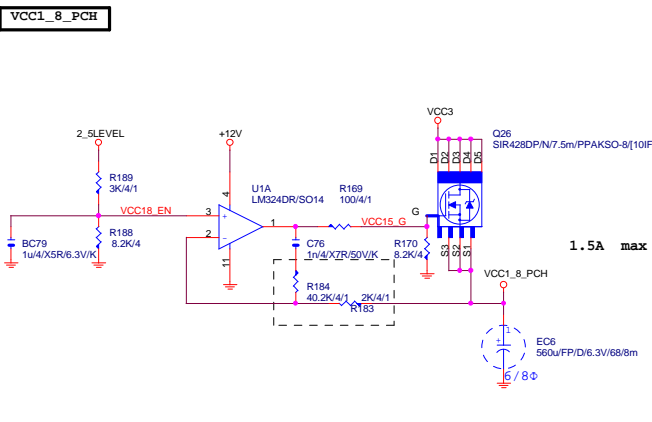 VCC1_8_PCH
VCC3
2_5LEVEL
+12V
Q26
SIR428DP/N/7.5m/PPAKSO-8/[10IF
D1
D2
D3
D4
D5
R189
3K/4/1
U1A
LM324DR/SO14
R169
100/4/1
4
VCC18_EN
3
+
1
VCC15_G
G
2
-
R188
8.2K/4
BC79
1u/4/X5R/6.3V/K
11
C76
1n/4/X7R/50V/K
R170
8.2K/4
S3
S2
S1
1.5A max
VCC1_8_PCH
R184
40.2K/4/1
2K/4/1
R183
1
+
EC6
560u/FP/D/6.3V/68/8m
6/8Φ